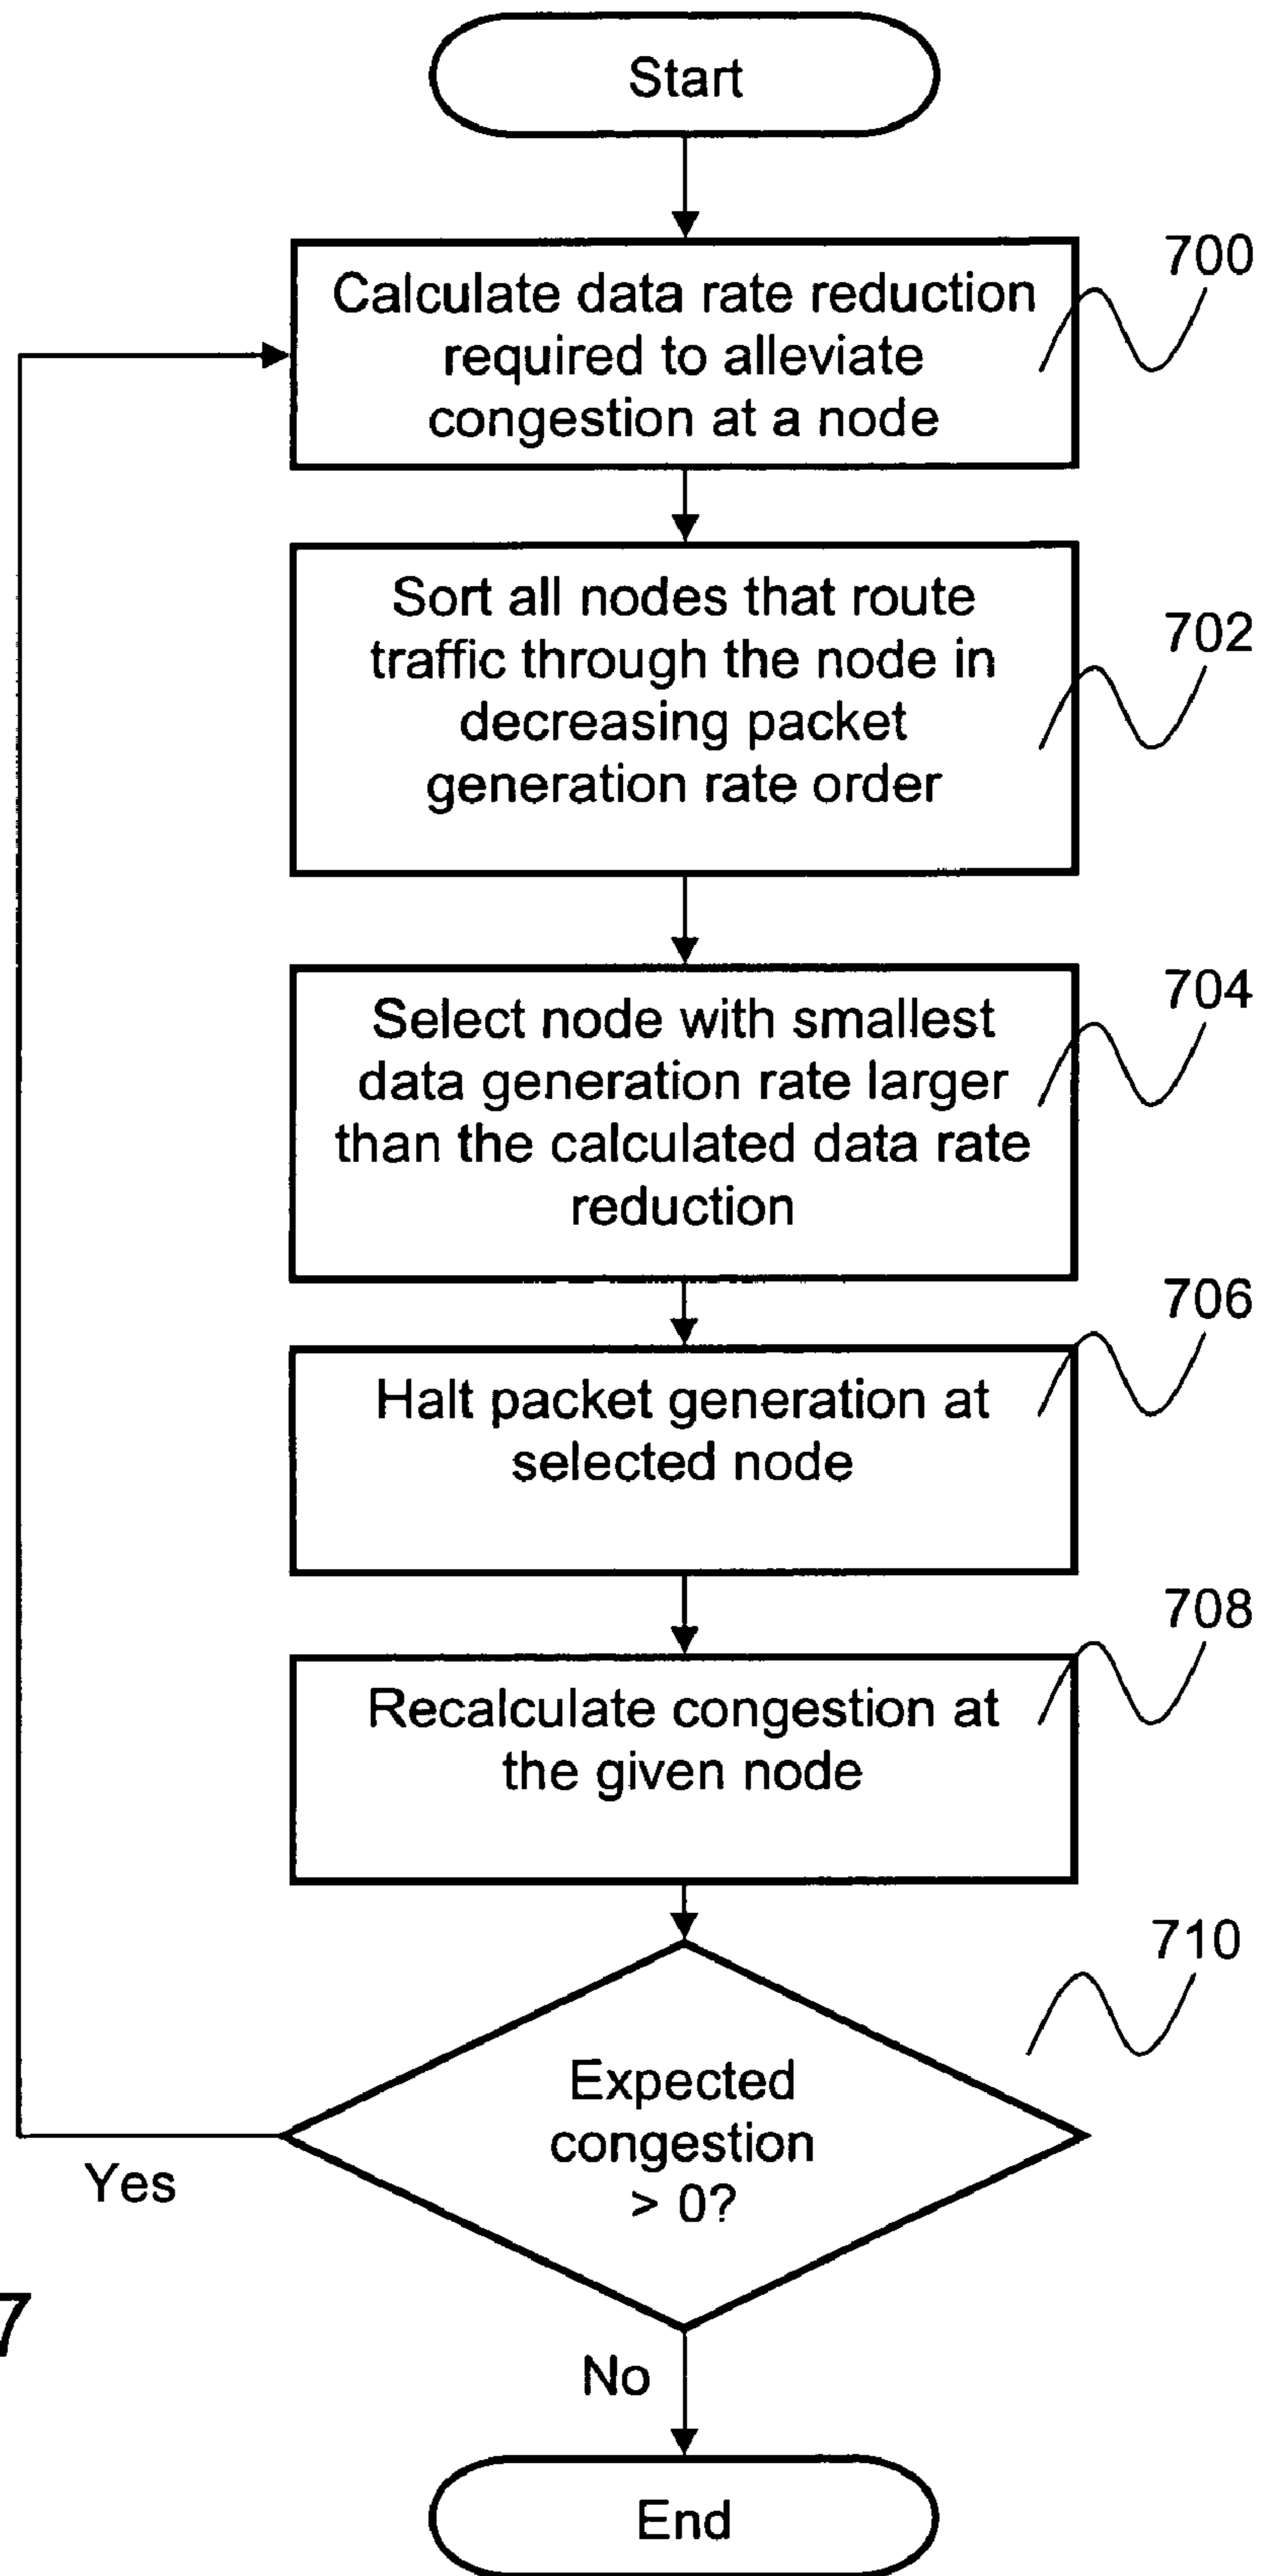 Start
700
Calculate data rate reduction
required to alleviate
congestion at a node
702
Sort all nodes that route
traffic through the node in
decreasing packet
generation rate order
704
Select node with smallest
data generation rate larger
than the calculated data rate
reduction
706
Halt packet generation at
selected node
708
Recalculate congestion at
the given node
710
Expected
congestion
> 0?
Yes
7
No
End